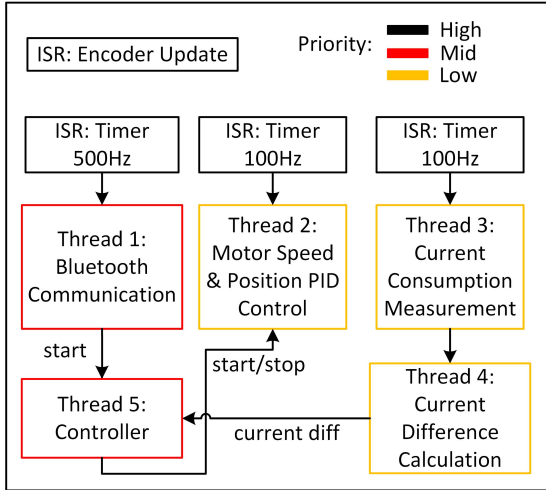 ISR: Encoder Update
Priority:
High
Mid
Low
ISR: Timer
500Hz
ISR: Timer
100Hz
ISR: Timer
100Hz
Thread 1:
Bluetooth
Communication
Thread 2:
Motor Speed
& Position PID
Control
Thread 3:
Current
Consumption
Measurement
start
start/stop
Thread 5:
Controller
current diff
Thread 4:
Current
Difference
Calculation